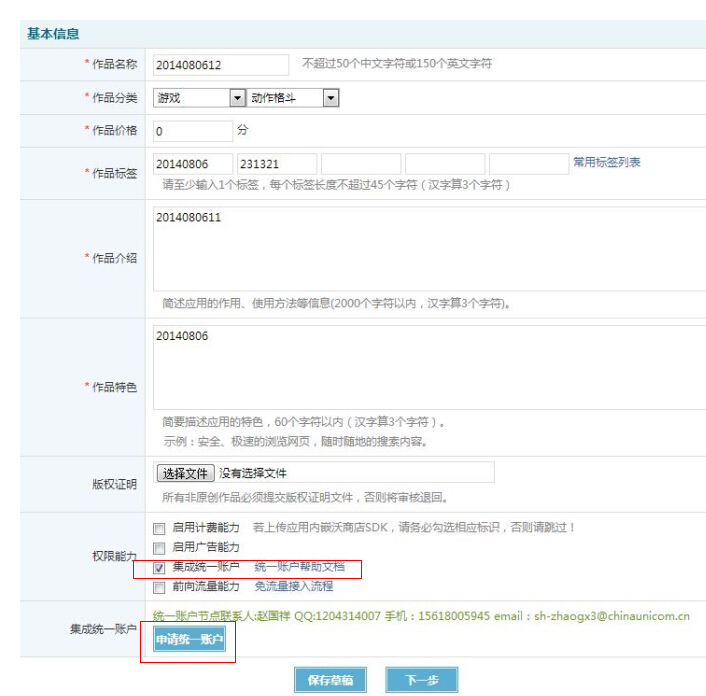 基本信息
*作品名称 2014080612 不超过50个中文字符或150个英文字符
*作品分类 游戏 动作格斗
*作品价格 0 分
*作品标签 20140806 231321 常用标签列表
请至少输入1个标签，每个标签长度不超过45个字符（汉字算3个字符）
2014080611
*作品介绍
简述应用的作用、使用方法等信息(2000个字符以内，汉字算3个字符)。
20140806
*作品特色
简要描述应用的特色，60个字符以内（汉字算3个字符）。
示例：安全、极速的浏览网页，随时随地的搜索内容。
版权证明 选择文件 没有选择文件
所有非原创作品必须提交版权证明文件，否则将审核退回。
启用计费能力 若上传应用内嵌沃商店SDK，请务必勾选相应标识，否则请跳过！
启用广告能力
权限能力
集成统一账户 统一账户帮助文档
前向流量能力 免流量接入流程
统一账户节点联系人:赵国祥 QQ:1204314007 手机：15618005945 email：sh-zhaogx3@chinaunicom.cn
集成统一账户
申请统一账户
保存草稿 下一步